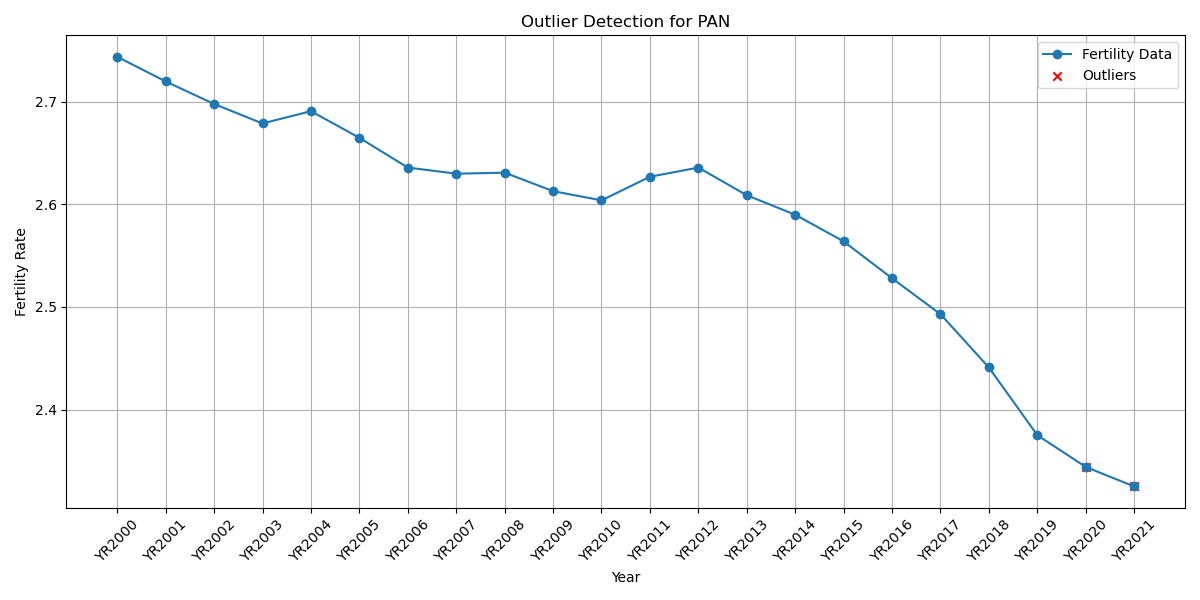 Outlier Detection for PAN
Fertility Data
Outliers
Fertility Rate
2.7
2.6
2.5
2.4
YR2000
YR2001
YR2002
YR2003
YR2004
YR2005
YR2006
YR2007
YR2008
YR2009
YR2010
YR2011
YR2012
YR2013
YR2014
YR2015
YR2016
YR2017
YR2018
YR2019
YR2020
YR2021
Year